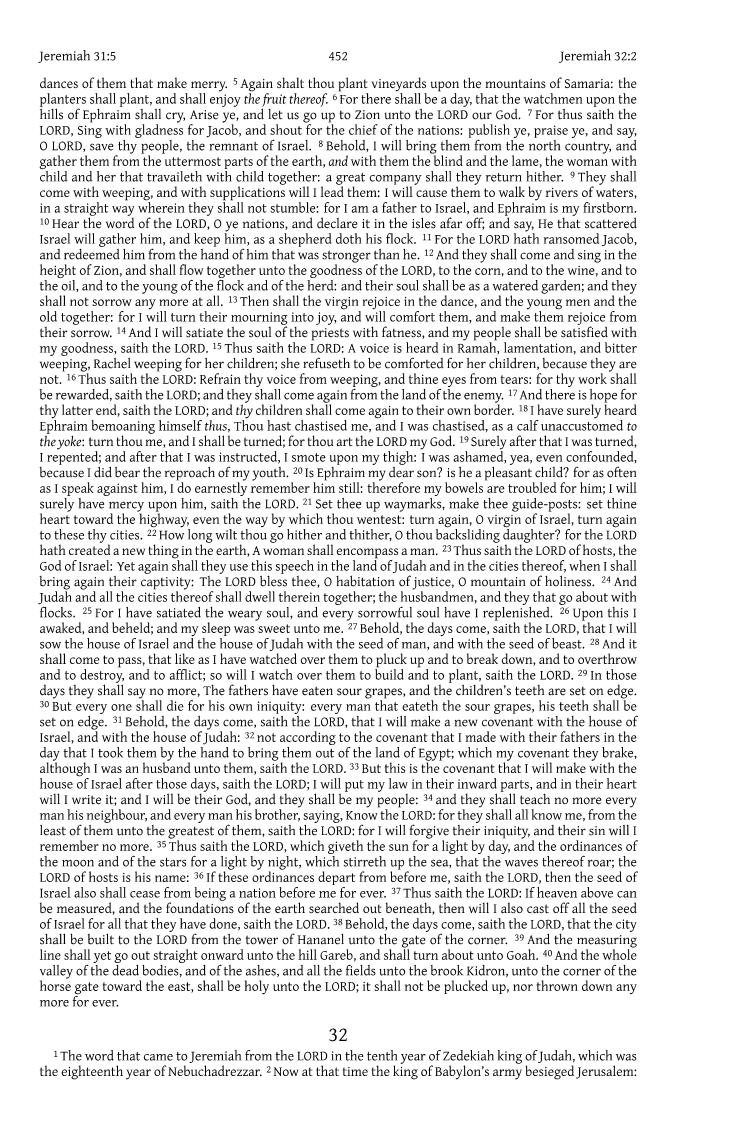 Jeremiah 31:5 452 Jeremiah 32:2
dances of them that make merry. 5 Again shalt thou plant vineyards upon the mountains of Samaria: the
planters shall plant, and shall enjoy the fruit thereof. 6 For there shall be a day, that the watchmen upon the
hills of Ephraim shall cry, Arise ye, and let us go up to Zion unto the LORD our God. 7 For thus saith the
LORD, Sing with gladness for Jacob, and shout for the chief of the nations: publish ye, praise ye, and say,
O LORD, save thy people, the remnant of Israel. 8 Behold, I will bring them from the north country, and
gather them from the uttermost parts of the earth, and with them the blind and the lame, the woman with
child and her that travaileth with child together: a great company shall they return hither. 9 They shall
come with weeping, and with supplications will I lead them: I will cause them to walk by rivers of waters,
in a straight way wherein they shall not stumble: for I am a father to Israel, and Ephraim is my firstborn.
10 Hear the word of the LORD, O ye nations, and declare it in the isles afar off; and say, He that scattered
Israel will gather him, and keep him, as a shepherd doth his flock. 11 For the LORD hath ransomed Jacob,
and redeemed him from the hand of him that was stronger than he. 12 And they shall come and sing in the
height of Zion, and shall flow together unto the goodness of the LORD, to the corn, and to the wine, and to
the oil, and to the young of the flock and of the herd: and their soul shall be as a watered garden; and they
shall not sorrow any more at all. 13 Then shall the virgin rejoice in the dance, and the young men and the
old together: for I will turn their mourning into joy, and will comfort them, and make them rejoice from
their sorrow. 14 And I will satiate the soul of the priests with fatness, and my people shall be satisfied with
my goodness, saith the LORD. 15 Thus saith the LORD: A voice is heard in Ramah, lamentation, and bitter
weeping, Rachel weeping for her children; she refuseth to be comforted for her children, because they are
not. 16 Thus saith the LORD: Refrain thy voice from weeping, and thine eyes from tears: for thy work shall
be rewarded, saith the LORD; and they shall come again from the land of the enemy. 17 And there is hope for
thy latter end, saith the LORD; and thy children shall come again to their own border. 18 I have surely heard
Ephraim bemoaning himself thus, Thou hast chastised me, and I was chastised, as a calf unaccustomed to
the yoke: turn thou me, and I shall be turned; for thou art the LORD my God. 19 Surely after that I was turned,
I repented; and after that I was instructed, I smote upon my thigh: I was ashamed, yea, even confounded,
because I did bear the reproach of my youth. 20 Is Ephraim my dear son? is he a pleasant child? for as often
as I speak against him, I do earnestly remember him still: therefore my bowels are troubled for him; I will
surely have mercy upon him, saith the LORD. 21 Set thee up waymarks, make thee guide-posts: set thine
heart toward the highway, even the way by which thou wentest: turn again, O virgin of Israel, turn again
to these thy cities. 22 How long wilt thou go hither and thither, O thou backsliding daughter? for the LORD
hath created a new thing in the earth, A woman shall encompass a man. 23 Thus saith the LORD of hosts, the
God of Israel: Yet again shall they use this speech in the land of Judah and in the cities thereof, when I shall
bring again their captivity: The LORD bless thee, O habitation of justice, O mountain of holiness. 24 And
Judah and all the cities thereof shall dwell therein together; the husbandmen, and they that go about with
flocks. 25 For I have satiated the weary soul, and every sorrowful soul have I replenished. 26 Upon this I
awaked, and beheld; and my sleep was sweet unto me. 27 Behold, the days come, saith the LORD, that I will
sow the house of Israel and the house of Judah with the seed of man, and with the seed of beast. 28 And it
shall come to pass, that like as I have watched over them to pluck up and to break down, and to overthrow
and to destroy, and to afflict; so will I watch over them to build and to plant, saith the LORD. 29 In those
days they shall say no more, The fathers have eaten sour grapes, and the children’s teeth are set on edge.
30 But every one shall die for his own iniquity: every man that eateth the sour grapes, his teeth shall be
set on edge. 31 Behold, the days come, saith the LORD, that I will make a new covenant with the house of
Israel, and with the house of Judah: 32 not according to the covenant that I made with their fathers in the
day that I took them by the hand to bring them out of the land of Egypt; which my covenant they brake,
although I was an husband unto them, saith the LORD. 33 But this is the covenant that I will make with the
house of Israel after those days, saith the LORD; I will put my law in their inward parts, and in their heart
will I write it; and I will be their God, and they shall be my people: 34 and they shall teach no more every
man his neighbour, and every man his brother, saying, Know the LORD: for they shall all know me, from the
least of them unto the greatest of them, saith the LORD: for I will forgive their iniquity, and their sin will I
remember no more. 35 Thus saith the LORD, which giveth the sun for a light by day, and the ordinances of
the moon and of the stars for a light by night, which stirreth up the sea, that the waves thereof roar; the
LORD of hosts is his name: 36 If these ordinances depart from before me, saith the LORD, then the seed of
Israel also shall cease from being a nation before me for ever. 37 Thus saith the LORD: If heaven above can
be measured, and the foundations of the earth searched out beneath, then will I also cast off all the seed
of Israel for all that they have done, saith the LORD. 38 Behold, the days come, saith the LORD, that the city
shall be built to the LORD from the tower of Hananel unto the gate of the corner. 39 And the measuring
line shall yet go out straight onward unto the hill Gareb, and shall turn about unto Goah. 40 And the whole
valley of the dead bodies, and of the ashes, and all the fields unto the brook Kidron, unto the corner of the
horse gate toward the east, shall be holy unto the LORD; it shall not be plucked up, nor thrown down any
more for ever.
32
1 The word that came to Jeremiah from the LORD in the tenth year of Zedekiah king of Judah, which was
the eighteenth year of Nebuchadrezzar. 2 Now at that time the king of Babylon’s army besieged Jerusalem: